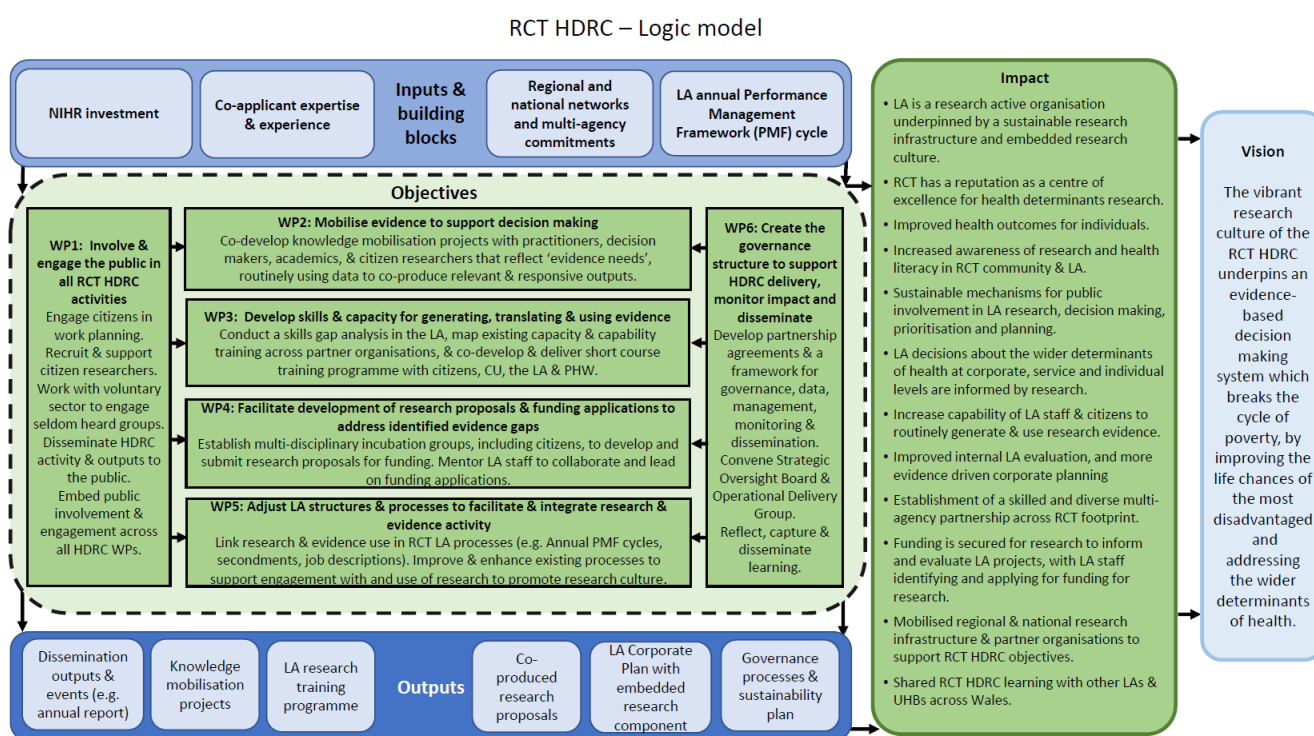 RCT HDRC – Logic model
NIHR investment
Co-applicant expertise
& experience
Inputs &
building
blocks
Regional and
national networks
and multi-agency
commitments
LA annual Performance
Management
Framework (PMF) cycle
Objectives
WP1:  Involve &
engage the public in
all RCT HDRC
activities
Engage citizens in
work planning.
Recruit & support
citizen researchers.
Work with voluntary
sector to engage
seldom heard groups.
Disseminate HDRC
activity & outputs to
the public.
Embed public
involvement &
engagement across
all HDRC WPs.
WP2: Mobilise evidence to support decision making
Co-develop knowledge mobilisation projects with practitioners, decision
makers, academics, & citizen researchers that reflect ‘evidence needs’,
routinely using data to co-produce relevant & responsive outputs.
WP3:  Develop skills & capacity for generating, translating & using evidence
Conduct a skills gap analysis in the LA, map existing capacity & capability
training across partner organisations, & co-develop & deliver short course
training programme with citizens, CU, the LA & PHW.
WP4: Facilitate development of research proposals & funding applications to
address identified evidence gaps
Establish multi-disciplinary incubation groups, including citizens, to develop and
submit research proposals for funding. Mentor LA staff to collaborate and lead
on funding applications.
WP5: Adjust LA structures & processes to facilitate & integrate research &
evidence activity
Link research & evidence use in RCT LA processes (e.g. Annual PMF cycles,
secondments, job descriptions). Improve & enhance existing processes to
support engagement with and use of research to promote research culture.
WP6: Create the
governance
structure to support
HDRC delivery,
monitor impact and
disseminate
Develop partnership
agreements & a
framework for
governance, data,
management,
monitoring &
dissemination.
Convene Strategic
Oversight Board &
Operational Delivery
Group.
Reflect, capture &
disseminate
learning.
Dissemination
outputs &
events (e.g.
annual report)
Knowledge
mobilisation
projects
LA research
training
programme
Outputs
Co-
produced
research
proposals
LA Corporate
Plan with
embedded
research
component
Governance
processes &
sustainability
plan
Impact
• LA is a research active organisation
underpinned by a sustainable research
infrastructure and embedded research
culture.
• RCT has a reputation as a centre of
excellence for health determinants research.
• Improved health outcomes for individuals.
• Increased awareness of research and health
literacy in RCT community & LA.
• Sustainable mechanisms for public
involvement in LA research, decision making,
prioritisation and planning.
• LA decisions about the wider determinants
of health at corporate, service and individual
levels are informed by research.
• Increase capability of LA staff & citizens to
routinely generate & use research evidence.
• Improved internal LA evaluation, and more
evidence driven corporate planning
• Establishment of a skilled and diverse multi-
agency partnership across RCT footprint.
• Funding is secured for research to inform
and evaluate LA projects, with LA staff
identifying and applying for funding for
research.
• Mobilised regional & national research
infrastructure & partner organisations to
support RCT HDRC objectives.
• Shared RCT HDRC learning with other LAs &
UHBs across Wales.
Vision
The vibrant
research
culture of the
RCT HDRC
underpins an
evidence-
based
decision
making
system which
breaks the
cycle of
poverty, by
improving the
life chances of
the most
disadvantaged
and
addressing
the wider
determinants
of health.